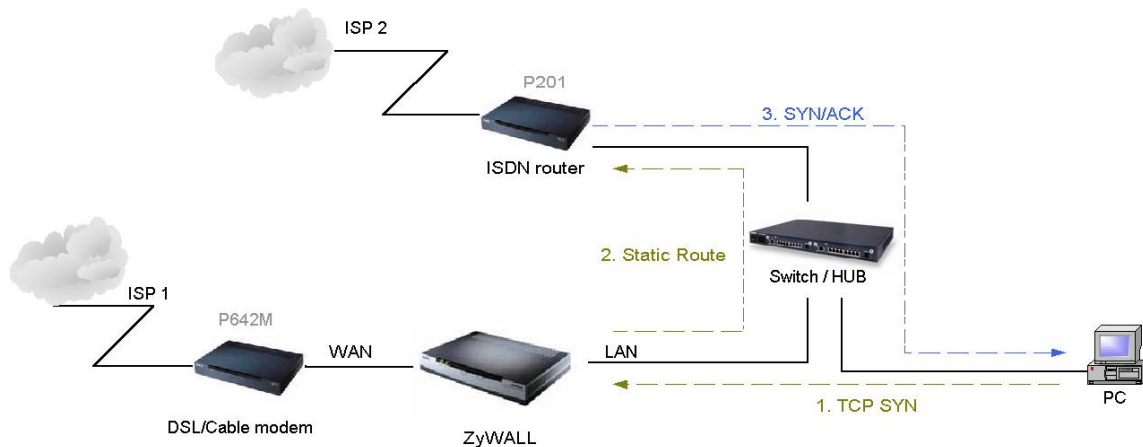 ISP 2
P201
3. SYN/ACK
ISDN router
2. Static Route
Switch / HUB
ISP 1
P642M
WAN
LAN
1. TCP SYN
PC
DSL/Cable modem
ZyWALL